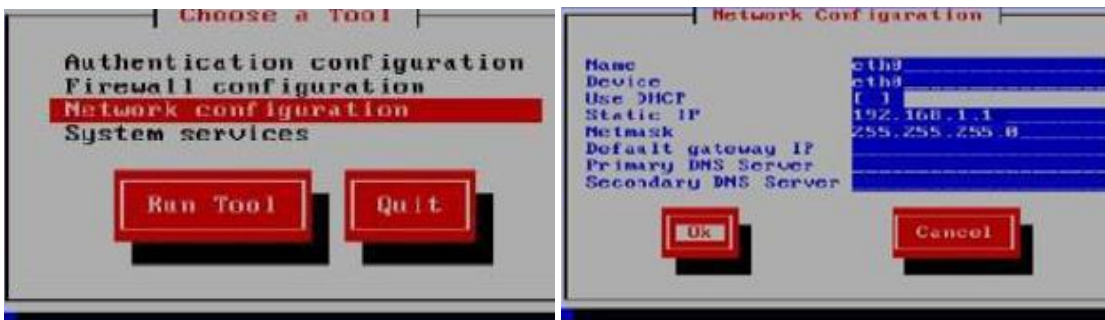 Choose a Tool
Authentication configuration
Firewall configuration
Network configuration
System services
Run Tool
Quit
Network Configuration
Name eth0
Device eth0
Use DHCP [ ]
Static IP 192.168.1.1
Netmask 255.255.255.0
Default gateway IP
Primary DNS Server
Secondary DNS Server
Ok
Cancel